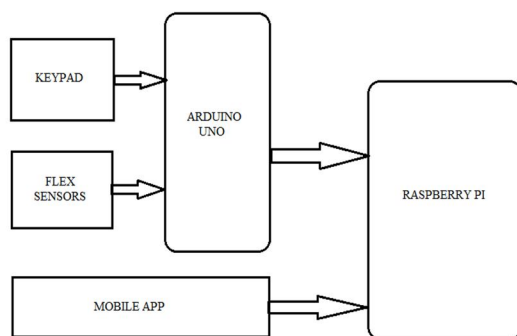 KEYPAD
ARDUINO
UNO
FLEX
SENSORS
RASPBERRY PI
MOBILE APP